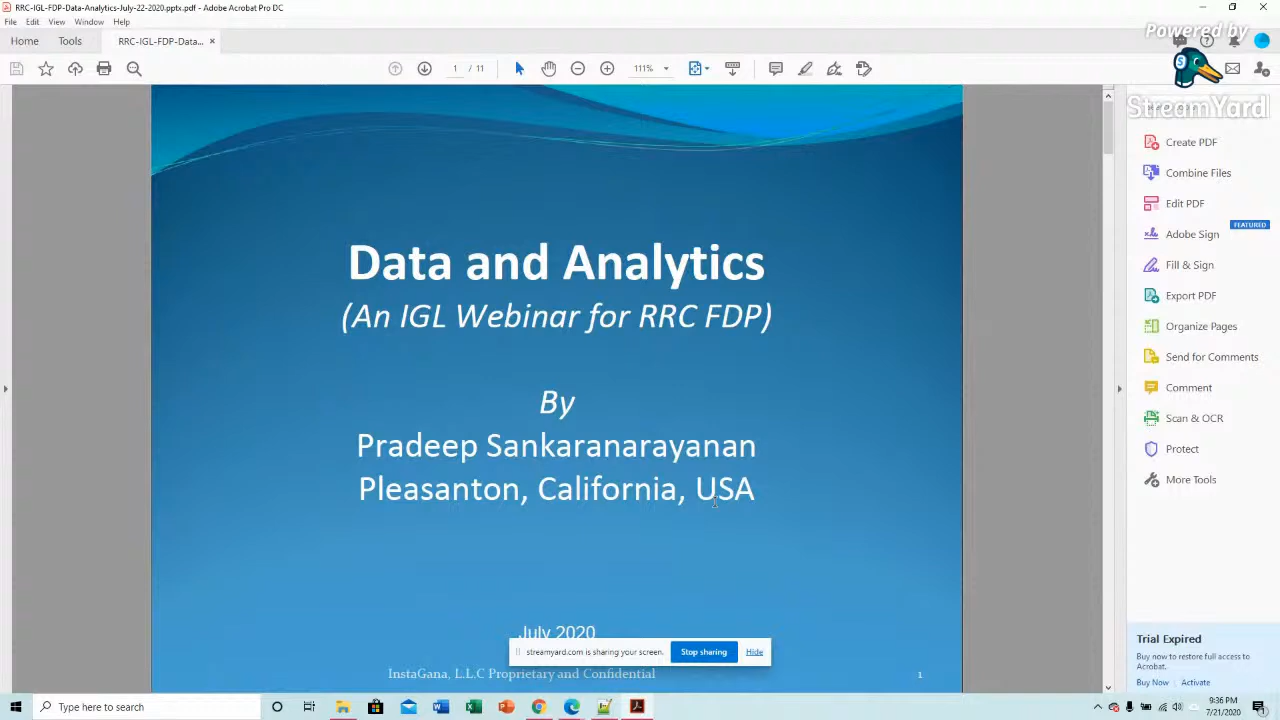 RRC-IGL-FDP-Data-Analytics-July-22-2020.pptx.pdf - Adobe Acrobat Pro DC
File Edit View Window Help
Powered by
Home Tools RRC-IGL-FDP-Data... ×
1 / 11 111%
StreamYard
Create PDF
Combine Files
Edit PDF
FEATURED
Adobe Sign
Fill & Sign
Export PDF
Organize Pages
Send for Comments
Comment
Scan & OCR
Protect
More Tools
Data and Analytics
(An IGL Webinar for RRC FDP)
By
Pradeep Sankaranarayanan
Pleasanton, California, USA
July 2020
streamyard.com is sharing your screen. Stop sharing Hide
InstaGana, L.L.C Proprietary and Confidential 1
Trial Expired
Buy now to restore full access to
Acrobat.
Buy Now | Activate
Type here to search
9:36 PM
7/21/2020